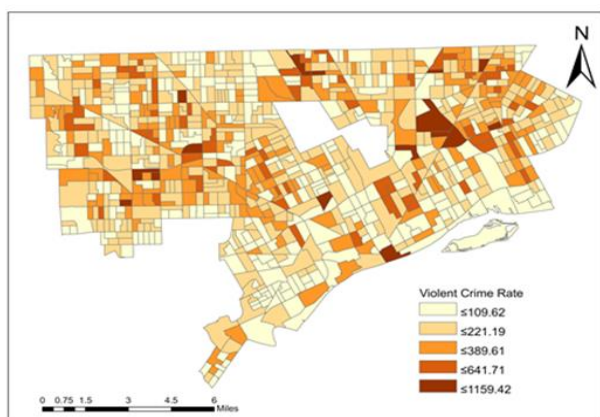 N
Violent Crime Rate
≤109.62
≤221.19
≤389.61
≤641.71
≤1159.42
0 0.75 1.5 3 4.5 6
Miles